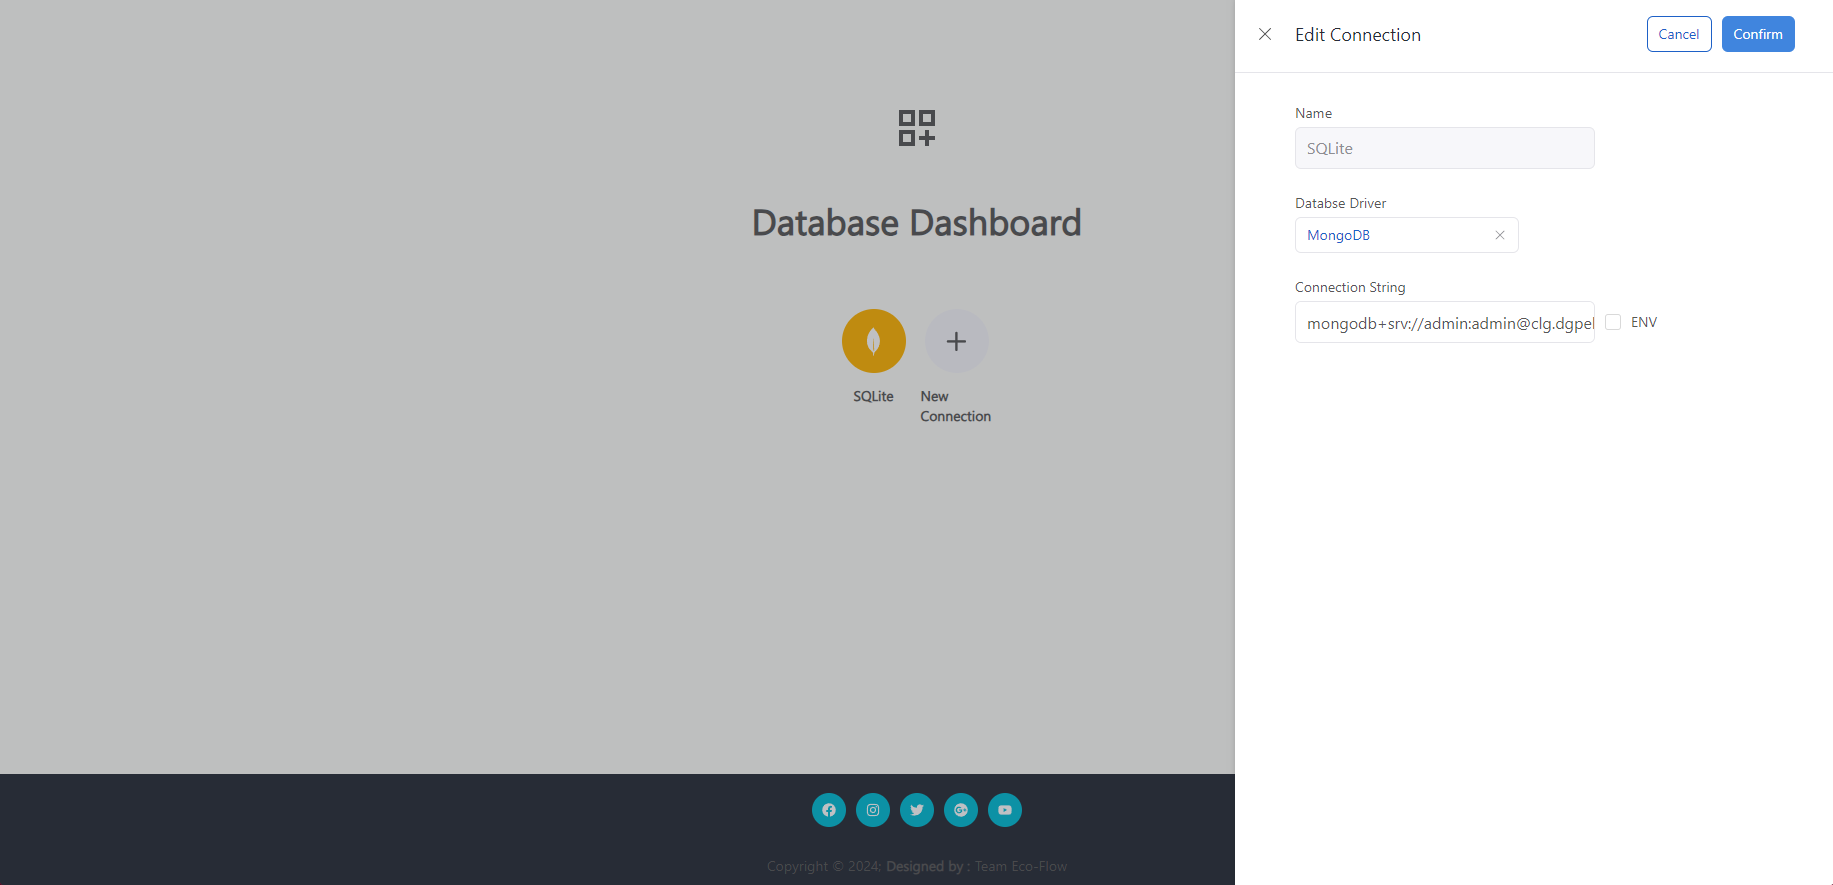 Edit Connection
Cancel
Confirm
Name
SQLite
Databse Driver
MongoDB
Connection String
mongodb+srv://admin:admin@clg.dgpel
ENV
Database Dashboard
SQLite
New
Connection
Copyright © 2024; Designed by : Team Eco-Flow